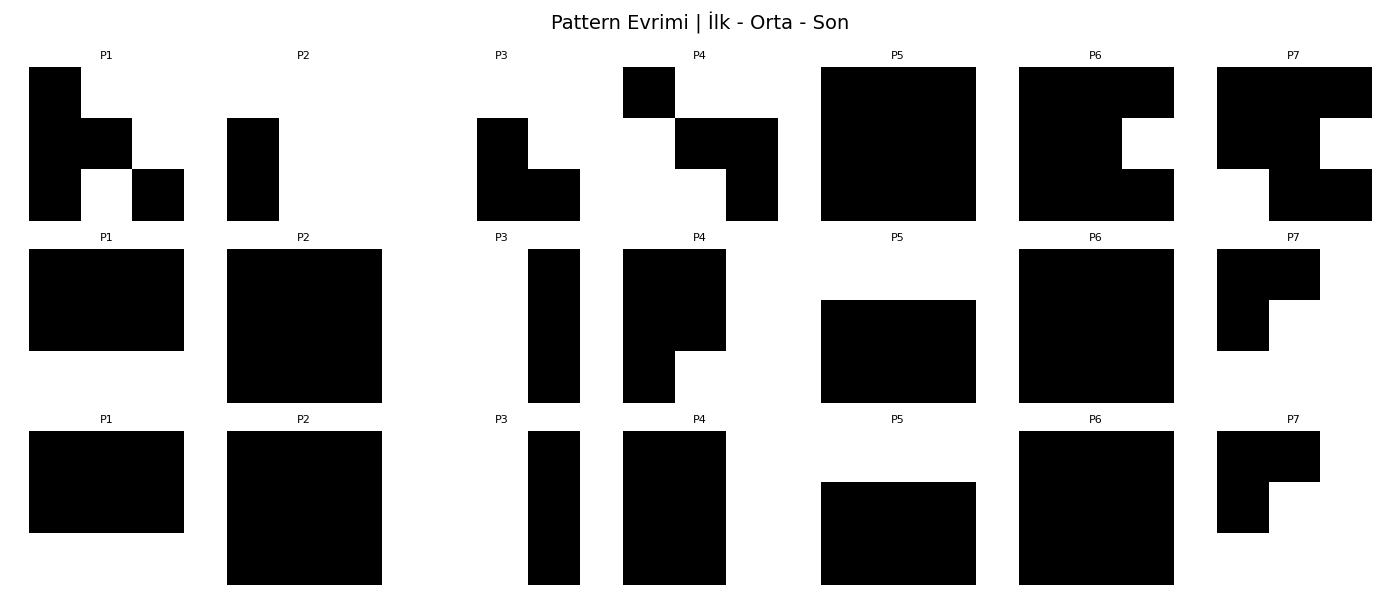 Pattern Evrimi | İlk - Orta - Son
P1 P2 P3 P4 P5 P6 P7
P1 P2 P3 P4 P5 P6 P7
P1 P2 P3 P4 P5 P6 P7